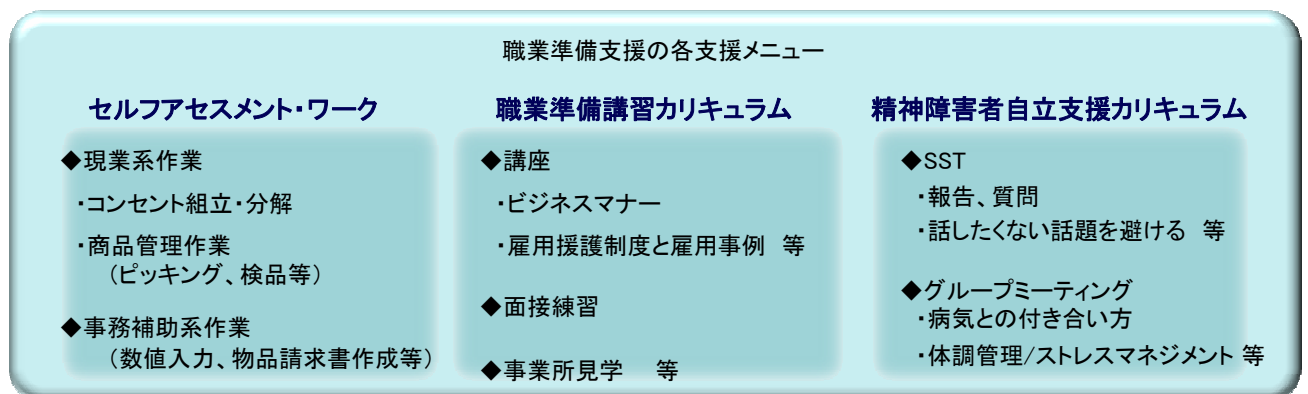 職業準備支援の各支援メニュー
セルフアセスメント・ワーク
◆現業系作業
・コンセント組立・分解
・商品管理作業
（ピッキング、検品等）
◆事務補助系作業
（数値入力、物品請求書作成等）
職業準備講習カリキュラム
◆講座
・ビジネスマナー
・雇用援護制度と雇用事例　等
◆面接練習
◆事業所見学　等
精神障害者自立支援カリキュラム
◆SST
・報告、質問
・話したくない話題を避ける　等
◆グループミーティング
・病気との付き合い方
・体調管理/ストレスマネジメント 等